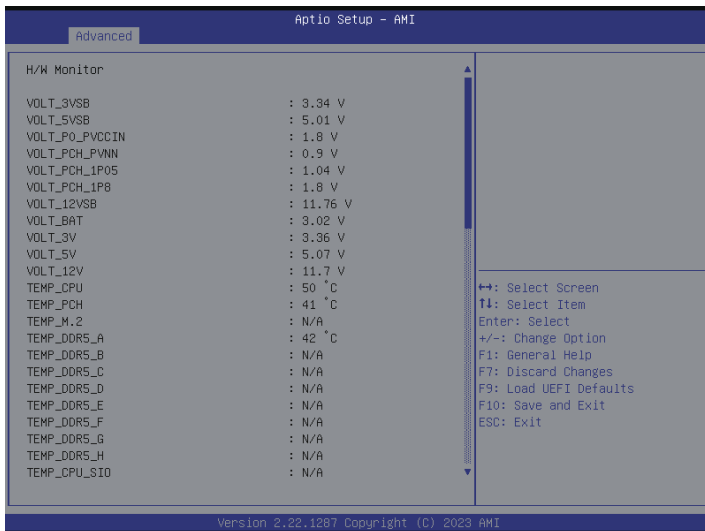 Aptio Setup - AMI
Advanced
H/W Monitor
VOLT_3VSB : 3.34 V
VOLT_5VSB : 5.01 V
VOLT_P0_PVCCIN : 1.8 V
VOLT_PCH_PVNN : 0.9 V
VOLT_PCH_1P05 : 1.04 V
VOLT_PCH_1P8 : 1.8 V
VOLT_12VSB : 11.76 V
VOLT_BAT : 3.02 V
VOLT_3V : 3.36 V
VOLT_5V : 5.07 V
VOLT_12V : 11.7 V
TEMP_CPU : 50 °C
TEMP_PCH : 41 °C
TEMP_M.2 : N/A
TEMP_DDR5_A : 42 °C
TEMP_DDR5_B : N/A
TEMP_DDR5_C : N/A
TEMP_DDR5_D : N/A
TEMP_DDR5_E : N/A
TEMP_DDR5_F : N/A
TEMP_DDR5_G : N/A
TEMP_DDR5_H : N/A
TEMP_CPU_SIO : N/A
↔: Select Screen
↑↓: Select Item
Enter: Select
+/-: Change Option
F1: General Help
F7: Discard Changes
F9: Load UEFI Defaults
F10: Save and Exit
ESC: Exit
Version 2.22.1287 Copyright (C) 2023 AMI